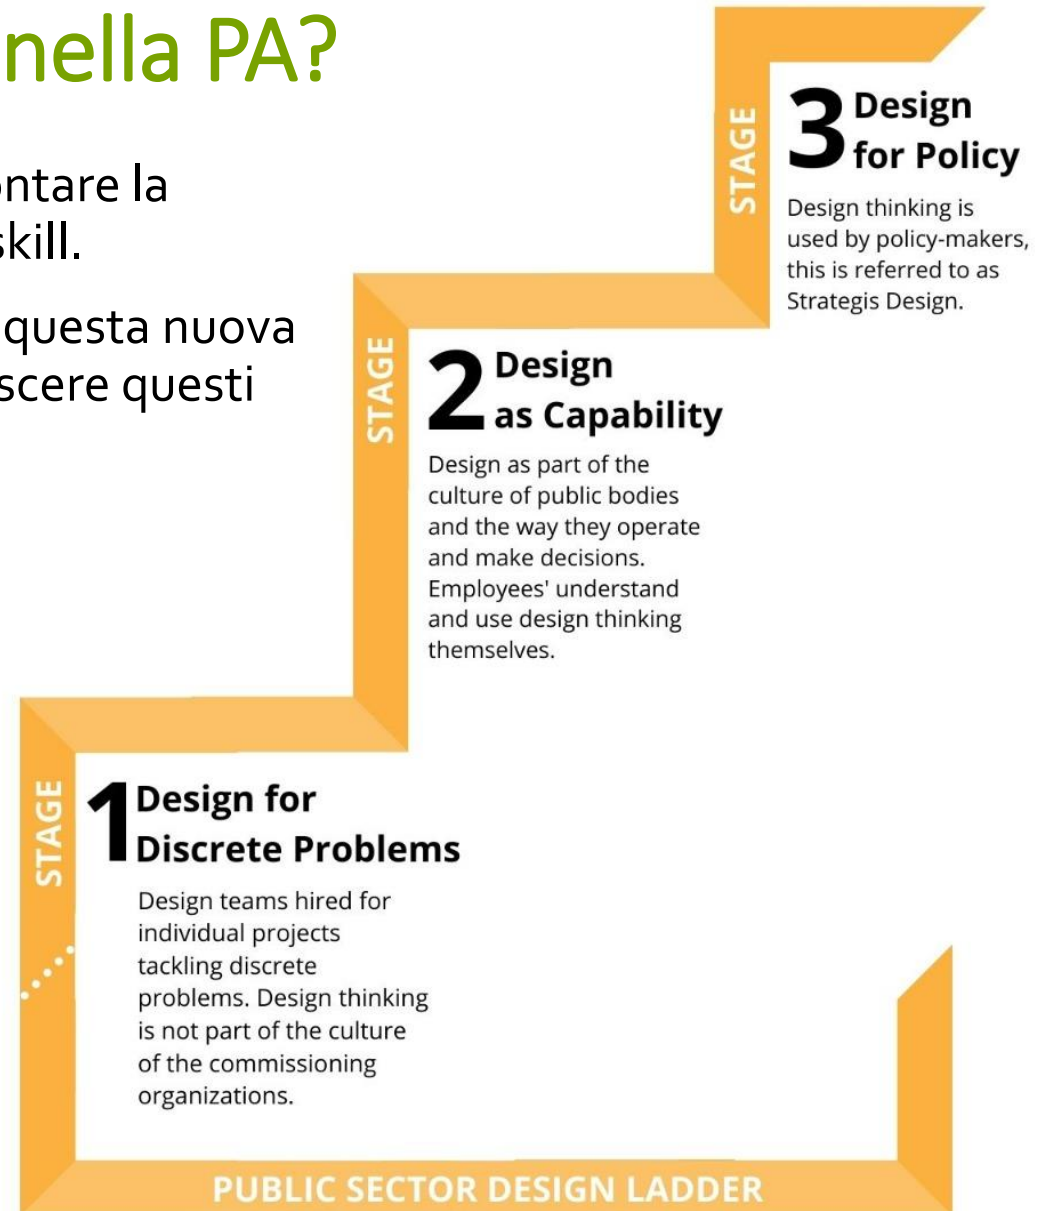 nella PA?
ntare la
skill.
questa nuova
scere questi
STAGE
3 Design
for Policy
Design thinking is
used by policy-makers,
this is referred to as
Strategis Design.
STAGE
2 Design
as Capability
Design as part of the
culture of public bodies
and the way they operate
and make decisions.
Employees' understand
and use design thinking
themselves.
STAGE
1 Design for
Discrete Problems
Design teams hired for
individual projects
tackling discrete
problems. Design thinking
is not part of the culture
of the commissioning
organizations.
PUBLIC SECTOR DESIGN LADDER